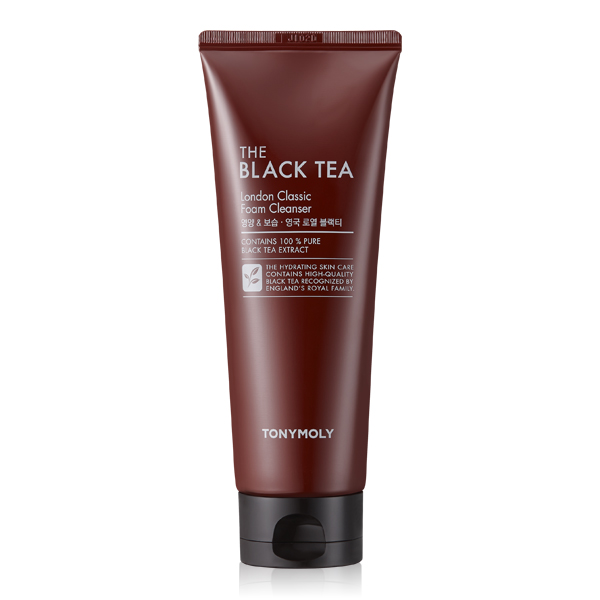 THE
BLACK TEA
London Classic
Foam Cleanser
영양 & 보습 · 영국 로열 블랙티
CONTAINS 100 % PURE
BLACK TEA EXTRACT
THE HYDRATING SKIN CARE
CONTAINS HIGH-QUALITY
BLACK TEA RECOGNIZED BY
ENGLAND'S ROYAL FAMILY.
TONYMOLY